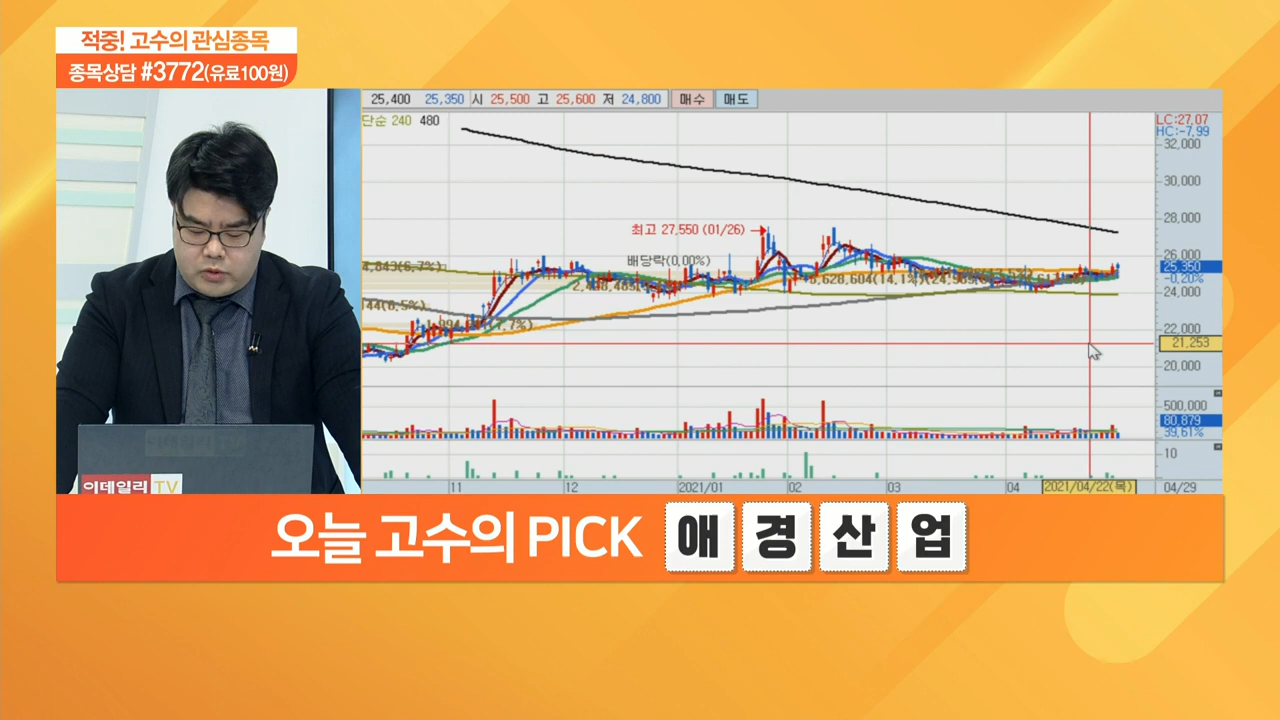 적중! 고수의 관심종목
종목상담 #3772(유료100원)
25,400 25,350 시 25,500 고 25,600 저 24,800 매수 매도
단순 240 480
LC:27,07
HC:-7,99
32,000
30,000
최고 27,550 (01/26)
28,000
배당락(0,00%)
26,000
25,350
-0,20%
24,000
22,000
21,253
20,000
500,000
80,879
39,61%
10
11 12 2021/01 02 03 04 2021/04/22(목) 04/29
이데일리 TV
오늘 고수의 PICK 애경산업